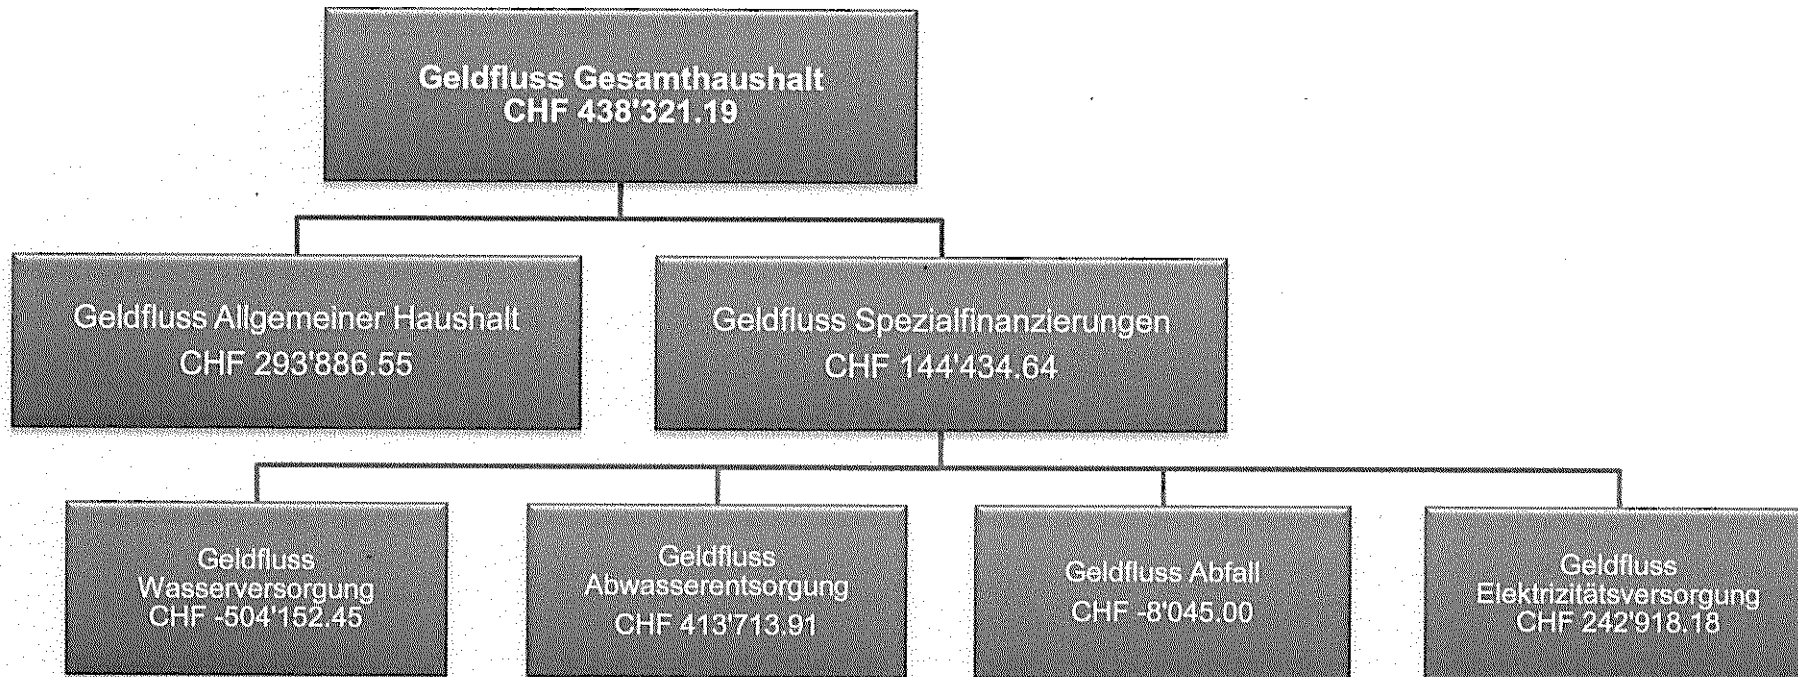 Geldfluss Gesamthaushalt
CHF 438'321.19
Geldfluss Allgemeiner Haushalt
CHF 293'886.55
Geldfluss Spezialfinanzierungen
CHF 144'434.64
Geldfluss
Wasserversorgung
CHF -504'152.45
Geldfluss
Abwasserentsorgung
CHF 413'713.91
Geldfluss Abfall
CHF -8'045.00
Geldfluss
Elektrizitätsversorgung
CHF 242'918.18